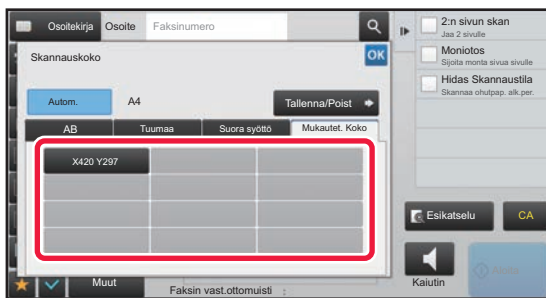 Osoitekirja Osoite Faksinumero
Skannauskoko OK
Autom. A4 Tallenna/Poist
AB Tuumaa Suora syöttö Mukautet. Koko
X420 Y297
Muut Faksin vast.ottomuisti :
2:n sivun skan
Jaa 2 sivulle
Moniotos
Sijoita monta sivua sivulle
Hidas Skannaustila
Skannaa ohutpap. alk.per.
Esikatselu CA
Kaiutin Aloita